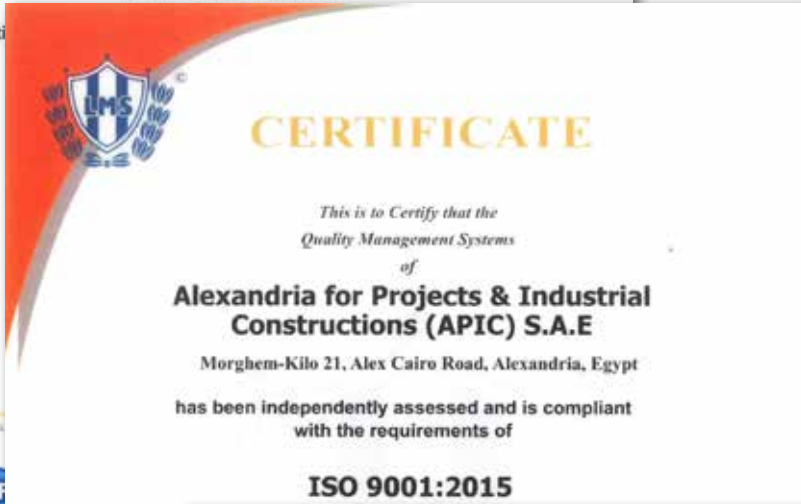 LMS
©
CERTIFICATE
This is to Certify that the
Quality Management Systems
of
Alexandria for Projects & Industrial
Constructions (APIC) S.A.E
Morghem-Kilo 21, Alex Cairo Road, Alexandria, Egypt
has been independently assessed and is compliant
with the requirements of
ISO 9001:2015